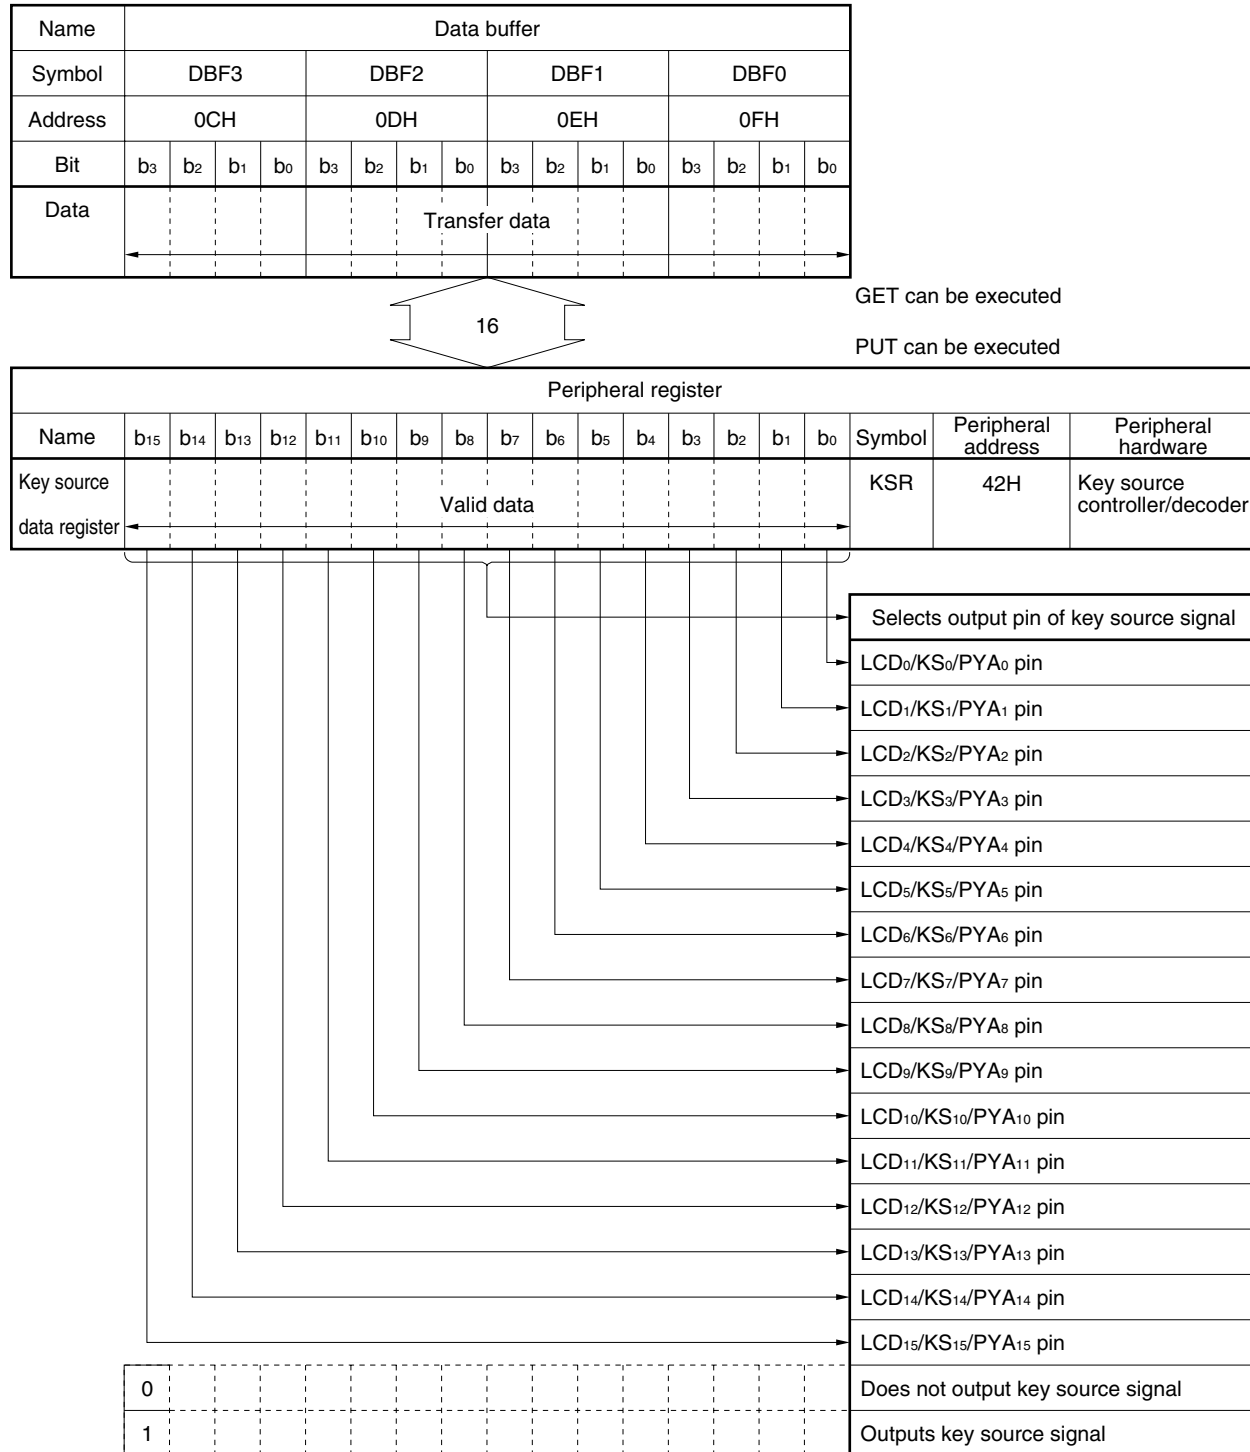 Name Data buffer
Symbol DBF3 DBF2 DBF1 DBF0
Address 0CH 0DH 0EH 0FH
Bit b3 b2 b1 b0 b3 b2 b1 b0 b3 b2 b1 b0 b3 b2 b1 b0
Data Transfer data
GET can be executed
16
PUT can be executed
Peripheral register
Name b15 b14 b13 b12 b11 b10 b9 b8 b7 b6 b5 b4 b3 b2 b1 b0 Symbol Peripheral address Peripheral hardware
Key source data register Valid data KSR 42H Key source controller/decoder
Selects output pin of key source signal
LCD0/KS0/PYA0 pin
LCD1/KS1/PYA1 pin
LCD2/KS2/PYA2 pin
LCD3/KS3/PYA3 pin
LCD4/KS4/PYA4 pin
LCD5/KS5/PYA5 pin
LCD6/KS6/PYA6 pin
LCD7/KS7/PYA7 pin
LCD8/KS8/PYA8 pin
LCD9/KS9/PYA9 pin
LCD10/KS10/PYA10 pin
LCD11/KS11/PYA11 pin
LCD12/KS12/PYA12 pin
LCD13/KS13/PYA13 pin
LCD14/KS14/PYA14 pin
LCD15/KS15/PYA15 pin
0 Does not output key source signal
1 Outputs key source signal